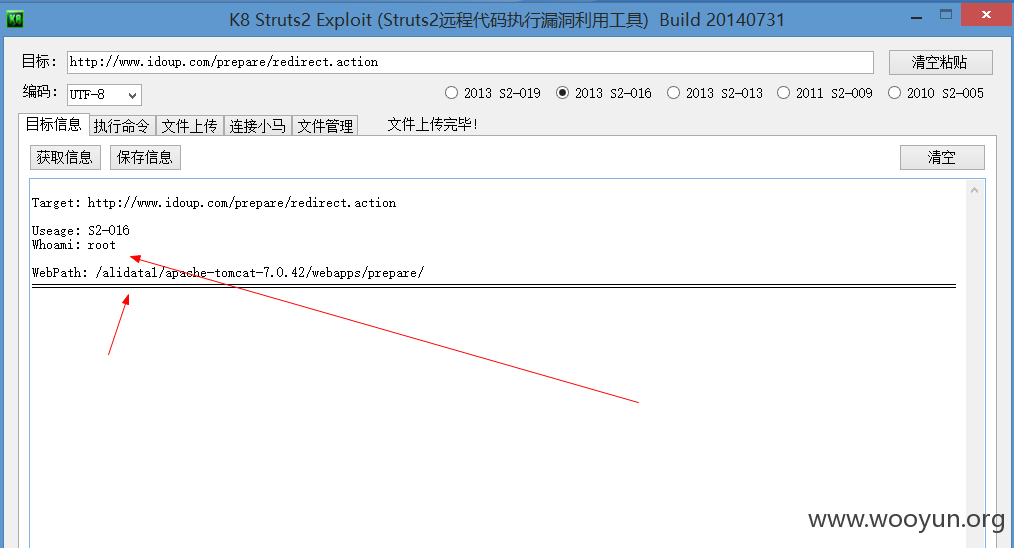 K8 Struts2 Exploit (Struts2远程代码执行漏洞利用工具) Build 20140731
目标: http://www.idoup.com/prepare/redirect.action 清空粘贴
编码: UTF-8 2013 S2-019 2013 S2-016 2013 S2-013 2011 S2-009 2010 S2-005
目标信息 执行命令 文件上传 连接小马 文件管理 文件上传完毕!
获取信息 保存信息 清空
Target: http://www.idoup.com/prepare/redirect.action
Useage: S2-016
Whoami: root
WebPath: /alidata1/apache-tomcat-7.0.42/webapps/prepare/
www.wooyun.org